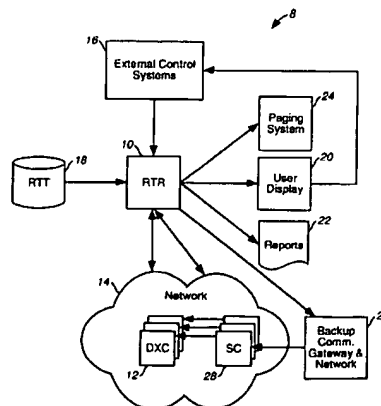 8
16
External Control
Systems
24
Paging
System
10
18
RTT
RTR
20
User
Display
22
Reports
14
Network
DXC
SC
12
28
2
Backup
Comm.
Gateway &
Network